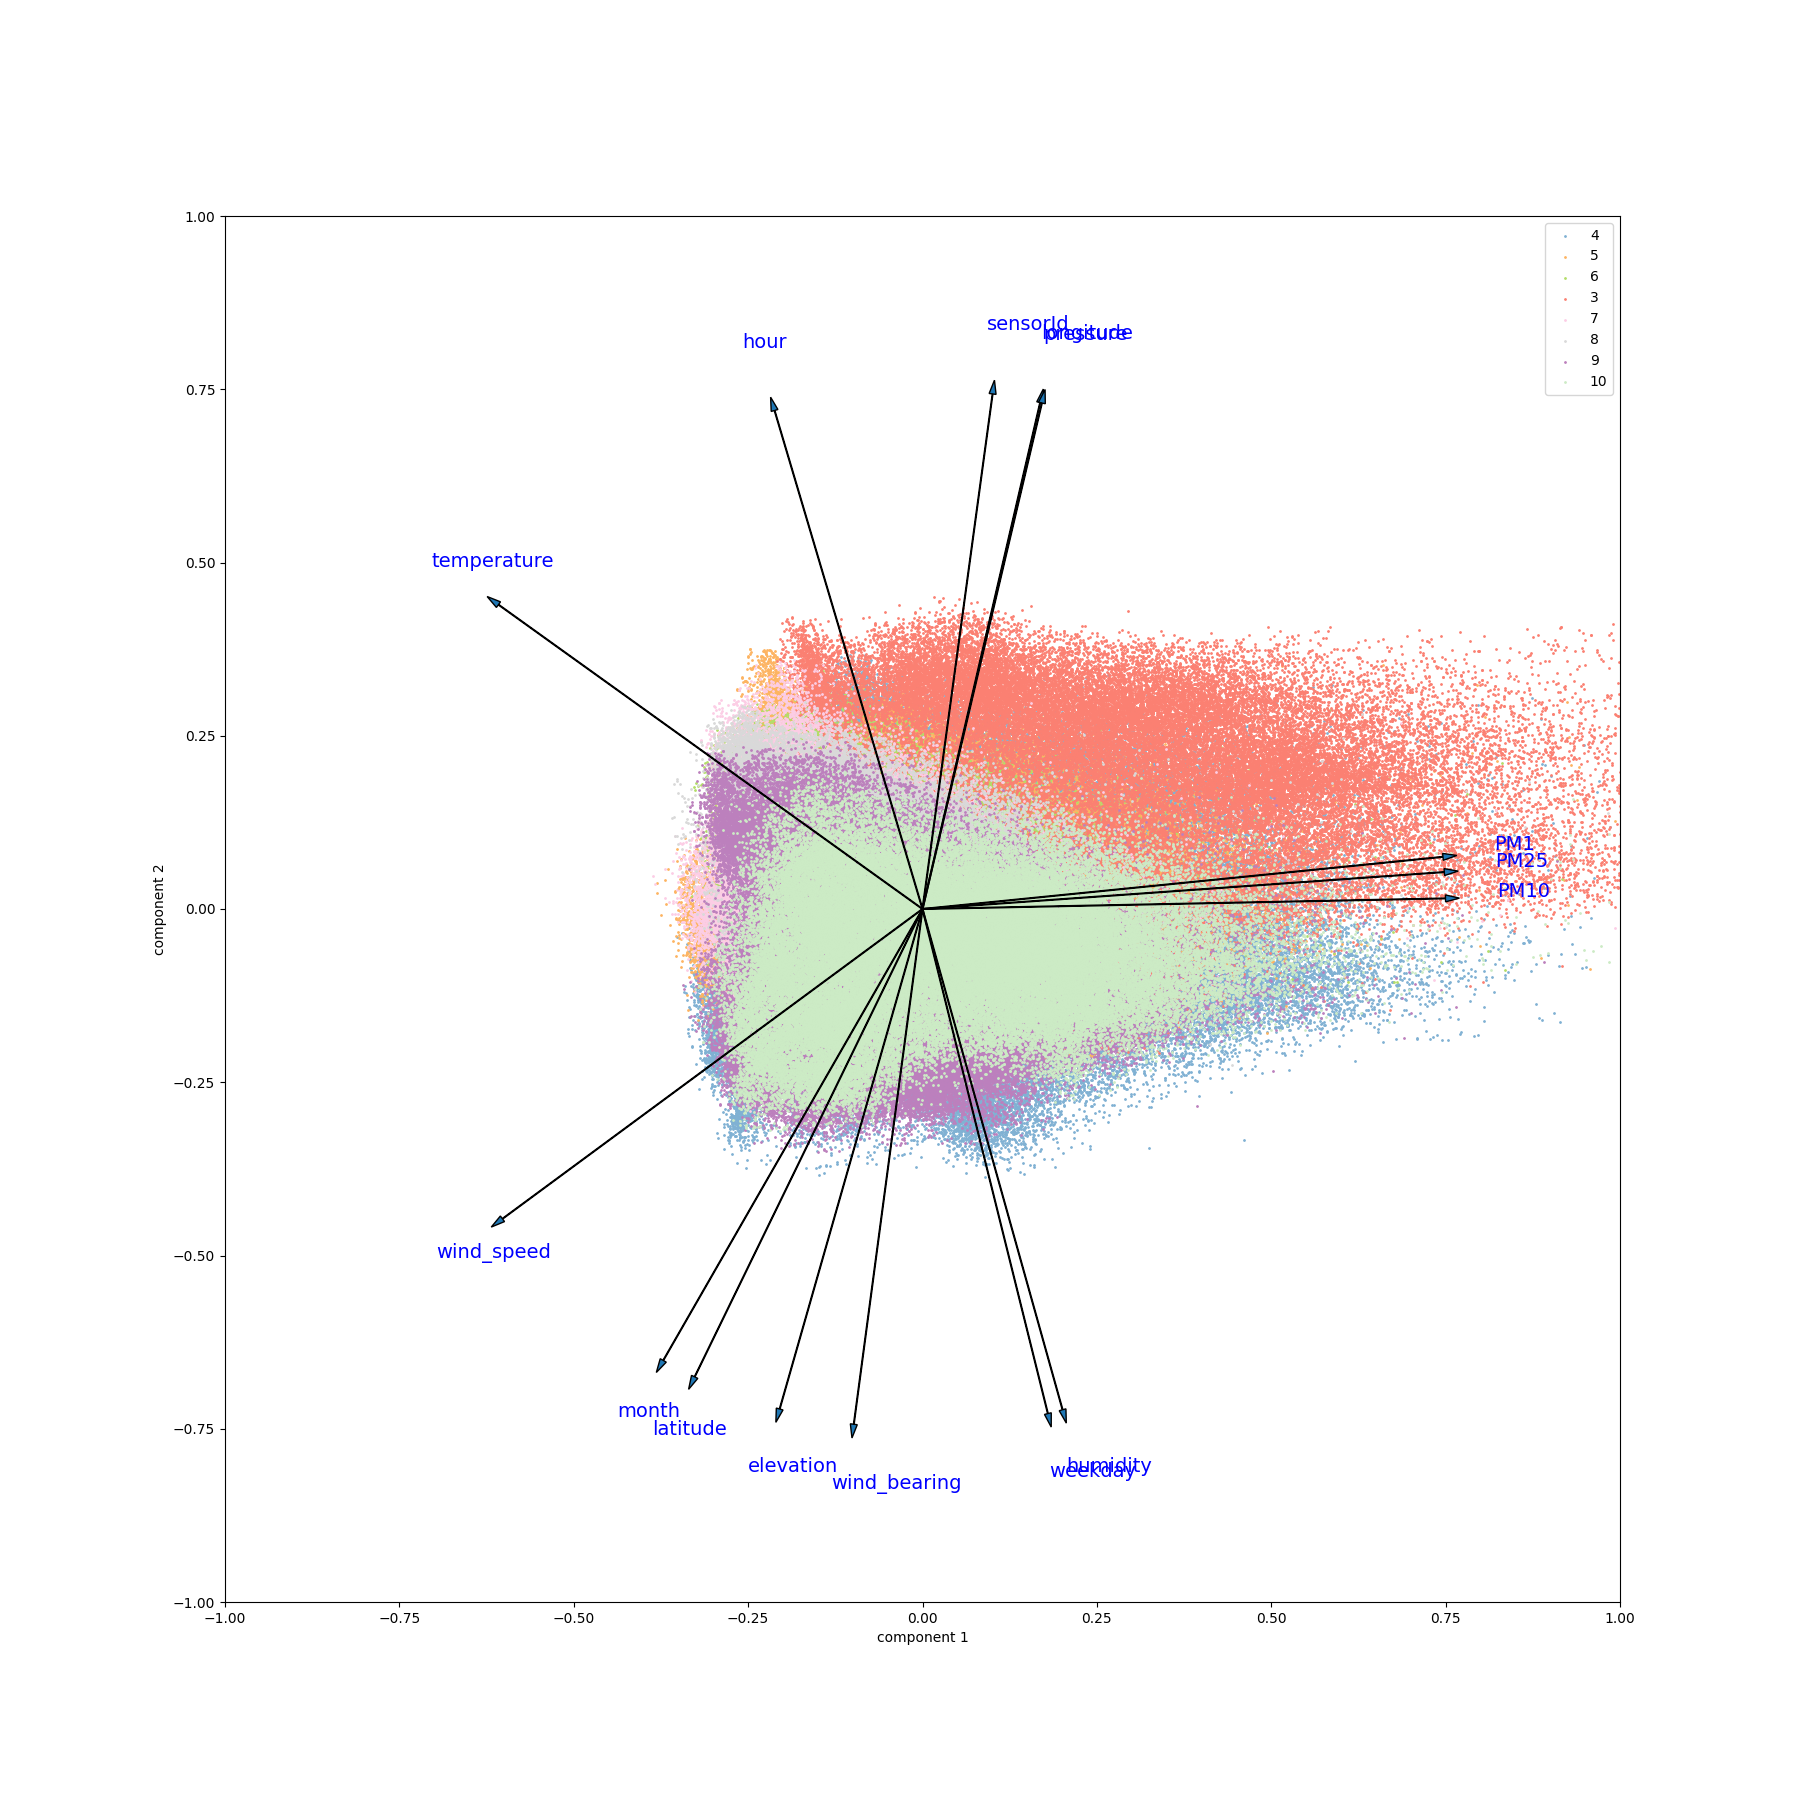 1.00
4
5
6
3
7
8
9
10
sensorId
longitude
pressure
hour
0.75
temperature
0.50
0.25
PM1
PM25
PM10
0.00
component 2
−0.25
wind_speed
−0.50
month
latitude
−0.75
elevation
humidity
weekday
wind_bearing
−1.00
−1.00 −0.75 −0.50 −0.25 0.00 0.25 0.50 0.75 1.00
component 1